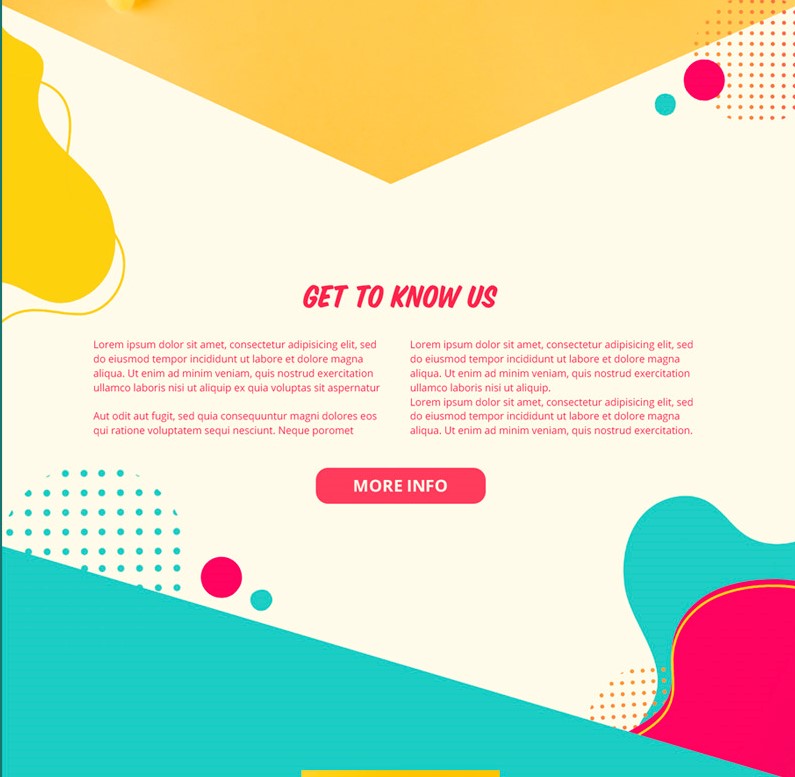 GET TO KNOW US
Lorem ipsum dolor sit amet, consectetur adipisicing elit, sed
do eiusmod tempor incididunt ut labore et dolore magna
aliqua. Ut enim ad minim veniam, quis nostrud exercitation
ullamco laboris nisi ut aliquip ex quia voluptas sit aspernatur
Aut odit aut fugit, sed quia consequuntur magni dolores eos
qui ratione voluptatem sequi nesciunt. Neque poromet
Lorem ipsum dolor sit amet, consectetur adipisicing elit, sed
do eiusmod tempor incididunt ut labore et dolore magna
aliqua. Ut enim ad minim veniam, quis nostrud exercitation
ullamco laboris nisi ut aliquip.
Lorem ipsum dolor sit amet, consectetur adipisicing elit, sed
do eiusmod tempor incididunt ut labore et dolore magna
aliqua. Ut enim ad minim veniam, quis nostrud exercitation.
MORE INFO